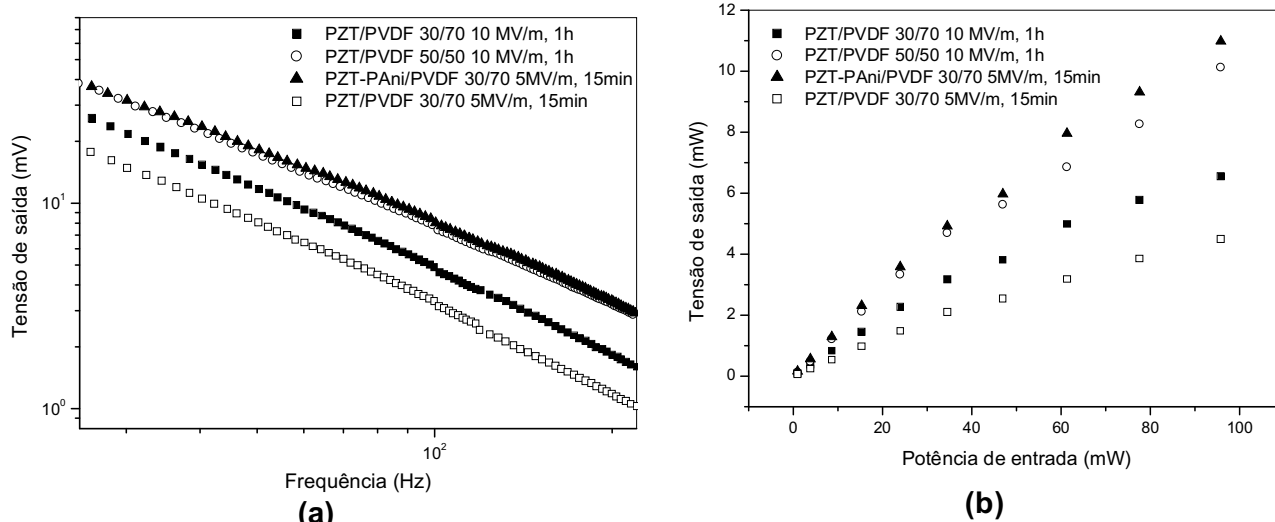 PZT/PVDF 30/70 10 MV/m, 1h
PZT/PVDF 50/50 10 MV/m, 1h
PZT-PAni/PVDF 30/70 5MV/m, 15min
PZT/PVDF 30/70 5MV/m, 15min
Tensão de saída (mV)
10¹
10⁰
10²
Frequência (Hz)
(a)
PZT/PVDF 30/70 10 MV/m, 1h
PZT/PVDF 50/50 10 MV/m, 1h
PZT-PAni/PVDF 30/70 5MV/m, 15min
PZT/PVDF 30/70 5MV/m, 15min
Tensão de saída (mW)
12
10
8
6
4
2
0
0 20 40 60 80 100
Potência de entrada (mW)
(b)